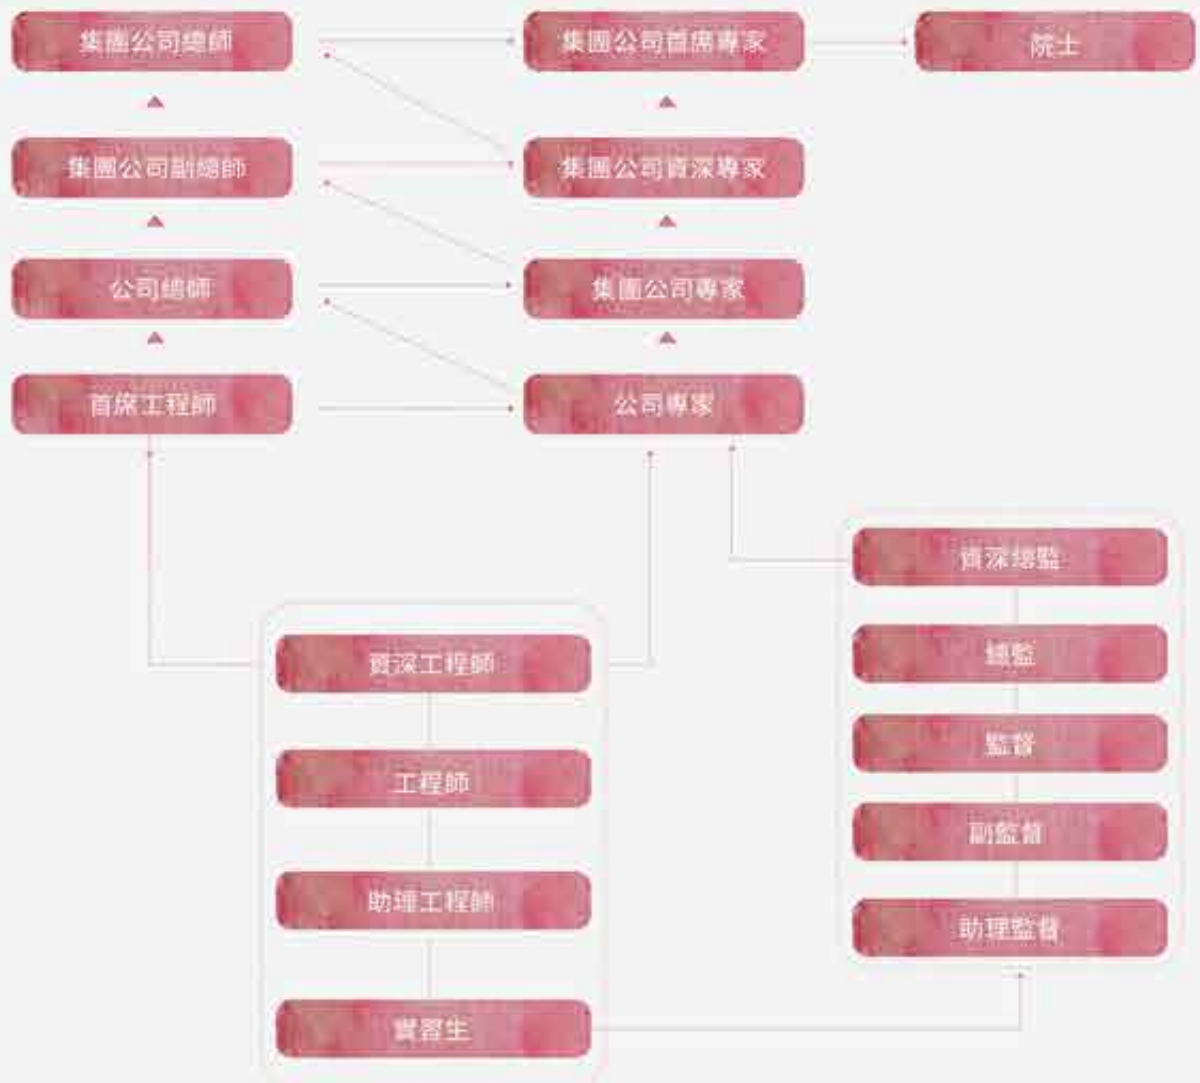 集團公司總師
集團公司首席專家
院士
集團公司副總師
集團公司資深專家
公司總師
集團公司專家
首席工程師
公司專家
資深總監
資深工程師
總監
監督
工程師
副監督
助理工程師
助理監督
實習生